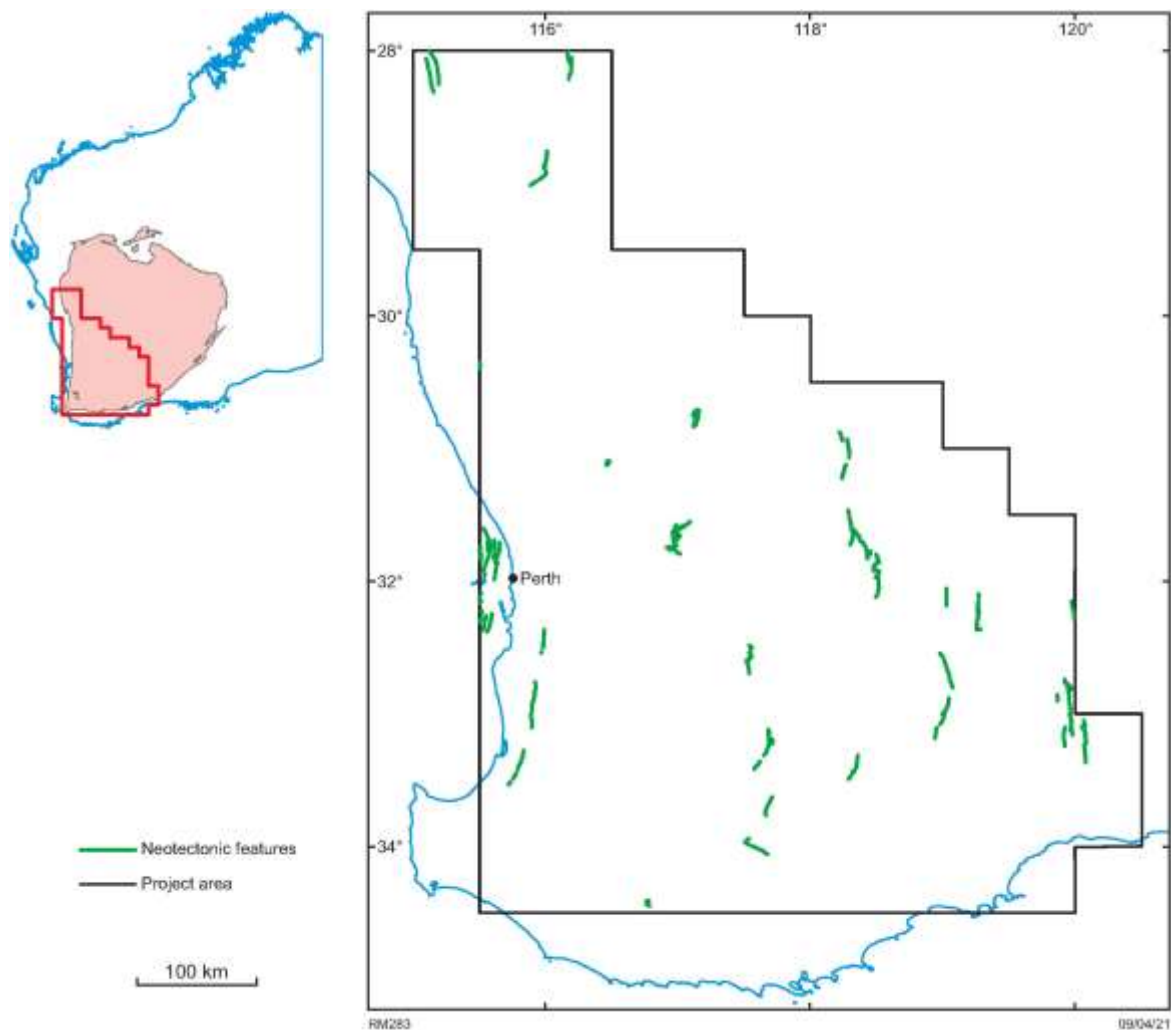 116°
118°
120°
28°
30°
32°
34°
Perth
Neotectonic features
Project area
100 km
RM283
09/04/21